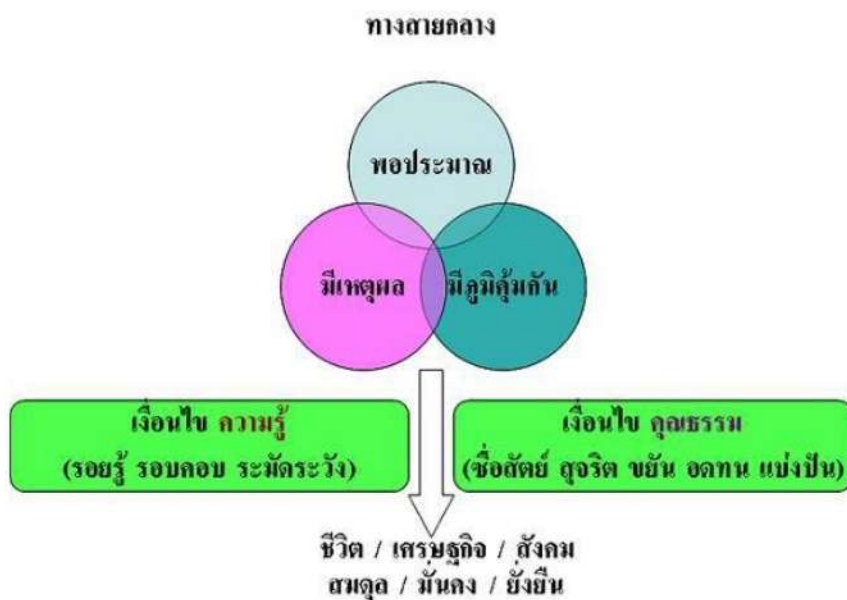 ทางสายกลาง
พอประมาณ
มีเหตุผล
มีภูมิคุ้มกัน
เงื่อนไข ความรู้
(รอยรู้ รอบคอบ ระมัดระวัง)
เงื่อนไข คุณธรรม
(ซื่อสัตย์ สุจริต ขยัน อดทน แบ่งปัน)
ชีวิต / เศรษฐกิจ / สังคม
สมดุล / มั่นคง / ยั่งยืน